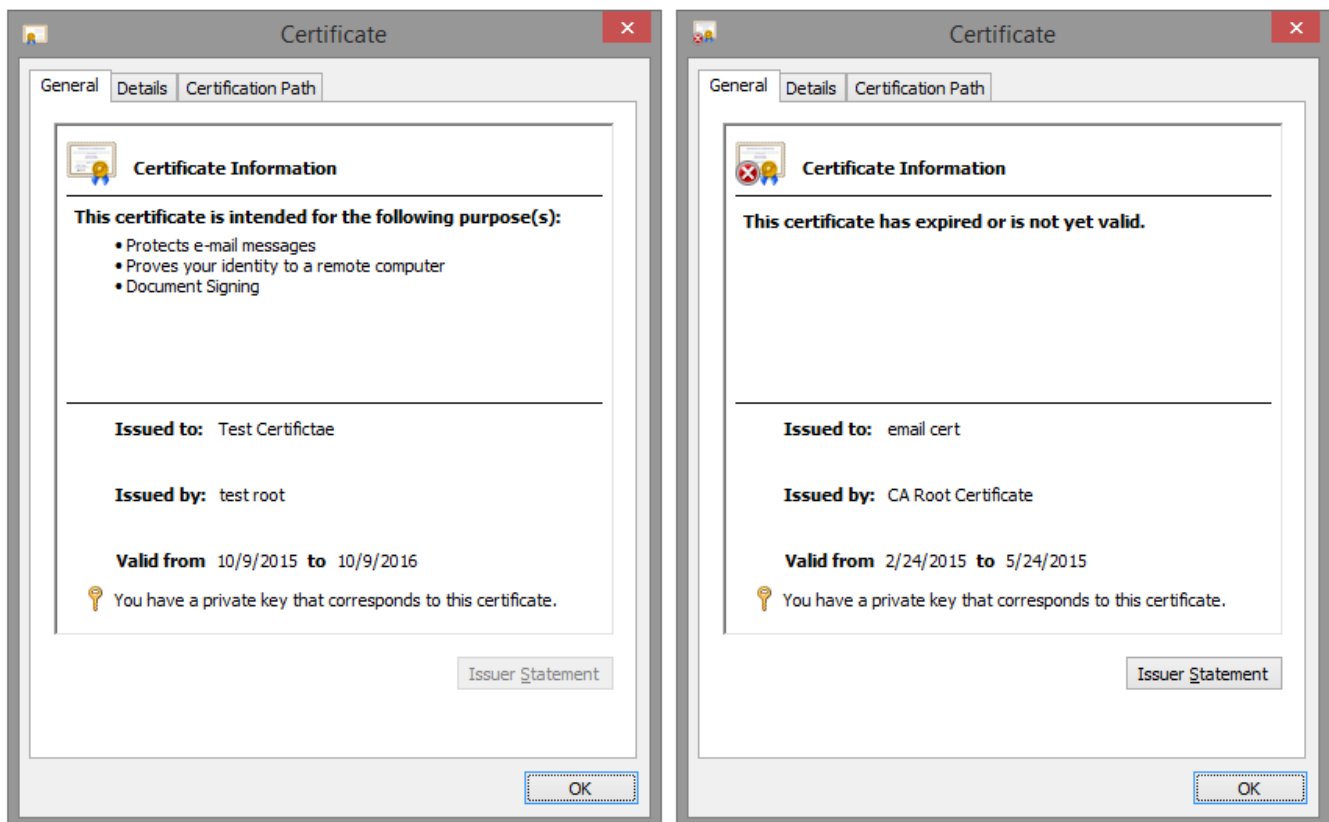 Certificate
General Details Certification Path
Certificate Information
This certificate is intended for the following purpose(s):
• Protects e-mail messages
• Proves your identity to a remote computer
• Document Signing
Issued to: Test Certifictae
Issued by: test root
Valid from 10/9/2015 to 10/9/2016
You have a private key that corresponds to this certificate.
Issuer Statement
OK
Certificate
General Details Certification Path
Certificate Information
This certificate has expired or is not yet valid.
Issued to: email cert
Issued by: CA Root Certificate
Valid from 2/24/2015 to 5/24/2015
You have a private key that corresponds to this certificate.
Issuer Statement
OK